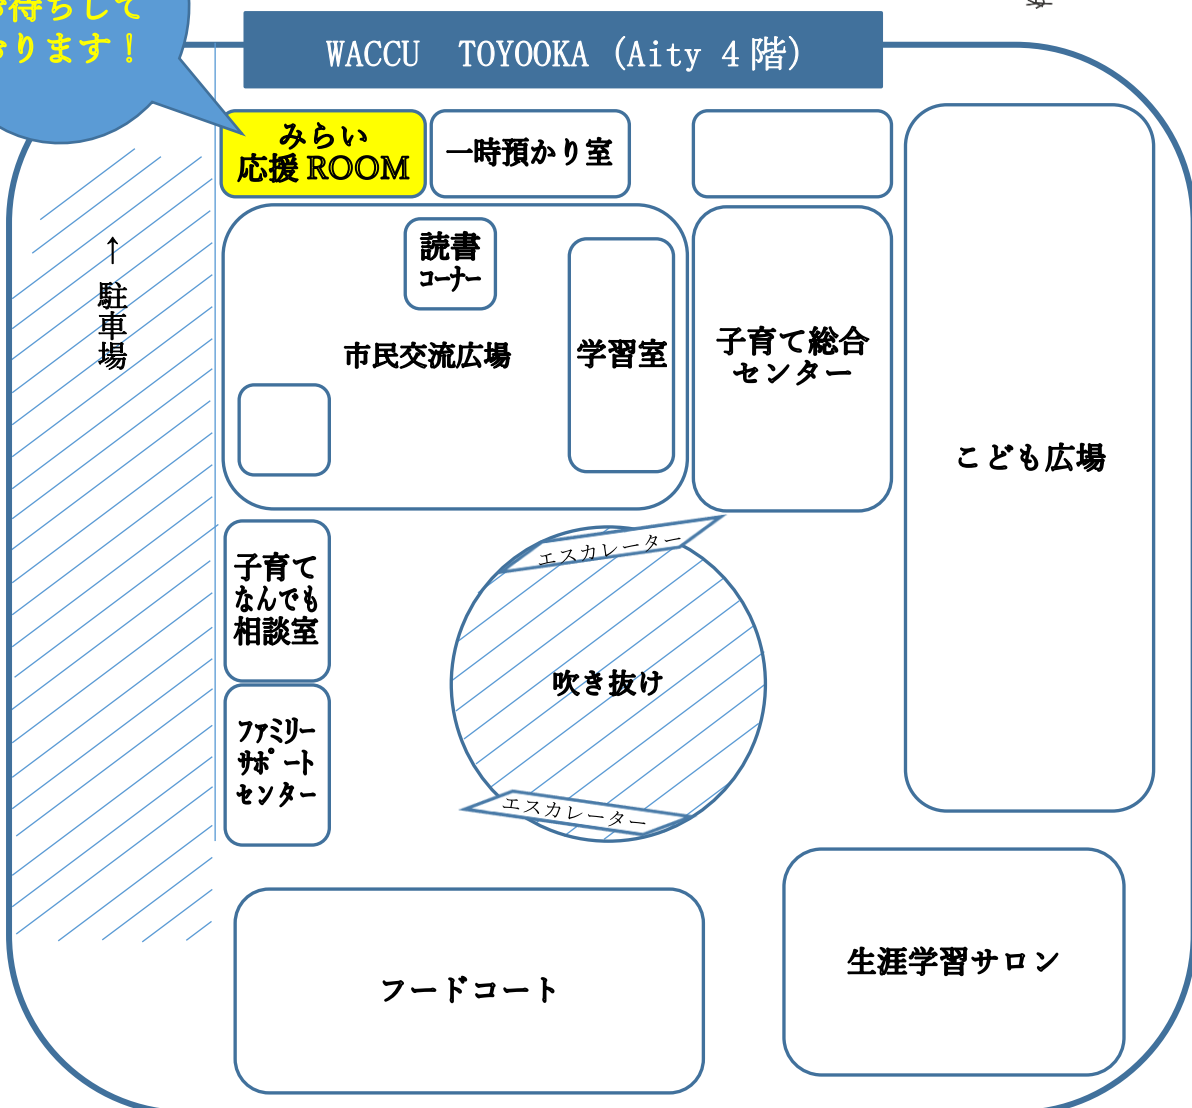 待ちして
ります！
WACCU　TOYOOKA (Aity 4階)
みらい
応援ROOM
一時預かり室
↑ 駐車場
読書
コーナー
市民交流広場
学習室
子育て総合
センター
こども広場
子育て
なんでも
相談室
エスカレーター
吹き抜け
ファミリー
サポート
センター
エスカレーター
フードコート
生涯学習サロン